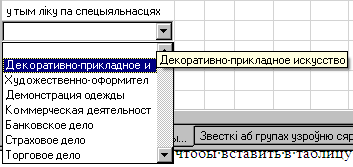 у тым ліку па спецыяльнасцях
Декоративно-прикладное и
Декоративно-прикладное искусство
Художественно-оформител
Демонстрация одежды
Коммерческая деятельност
Банковское дело
Страховое дело
Торговое дело
ы...
Звесткі аб групах узроўню сяр
чтобы вставить в таблицу